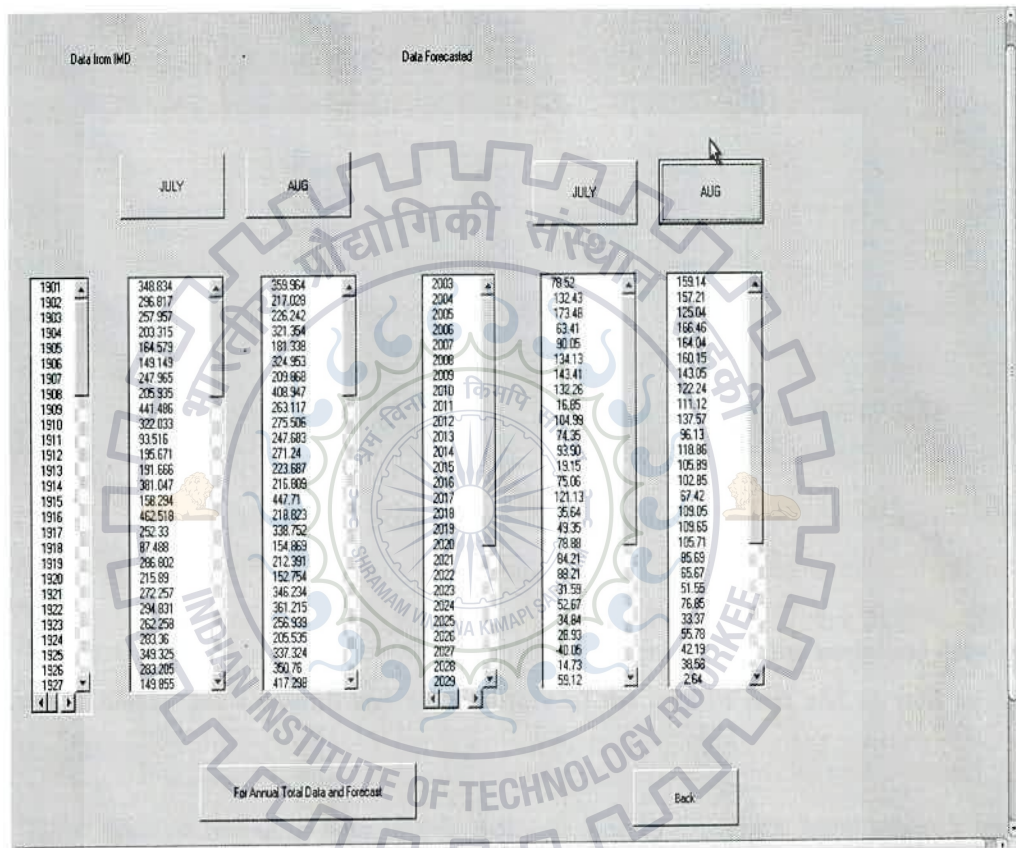 Data from IMD Data Forecasted
JULY AUG JULY AUG
1901 348.834 359.964 2003 78.52 159.14
1902 296.817 217.029 2004 132.43 157.21
1903 257.957 226.242 2005 173.48 125.04
1904 203.315 321.354 2006 63.41 166.46
1905 164.579 181.338 2007 90.05 164.04
1906 149.149 324.953 2008 134.13 160.15
1907 247.965 209.868 2009 143.41 143.05
1908 205.935 408.947 2010 132.26 122.24
1909 441.486 263.117 2011 16.85 111.12
1910 322.033 275.506 2012 104.99 137.57
1911 93.516 247.683 2013 74.35 96.13
1912 195.671 271.24 2014 93.90 118.86
1913 191.666 223.687 2015 19.15 105.89
1914 381.047 216.809 2016 75.06 102.85
1915 158.294 447.71 2017 121.13 67.42
1916 462.518 218.823 2018 35.64 109.05
1917 252.33 338.752 2019 49.35 109.65
1918 87.488 154.869 2020 78.88 105.71
1919 286.802 212.391 2021 84.21 85.69
1920 215.89 152.754 2022 88.21 65.67
1921 272.257 346.234 2023 31.59 51.55
1922 294.831 361.215 2024 52.67 76.85
1923 262.258 256.939 2025 34.84 33.37
1924 283.36 205.535 2026 28.93 55.78
1925 349.325 337.324 2027 40.05 42.19
1926 283.205 350.76 2028 14.73 38.58
1927 149.855 417.298 2029 59.12 2.64
For Annual Total Data and Forecast Back
प्रौद्योगिकी संस्थान
भारतीय
श्रमं विना किमपि
SHRAMAM VINA NA KIMAPI
INDIAN INSTITUTE OF TECHNOLOGY ROORKEE